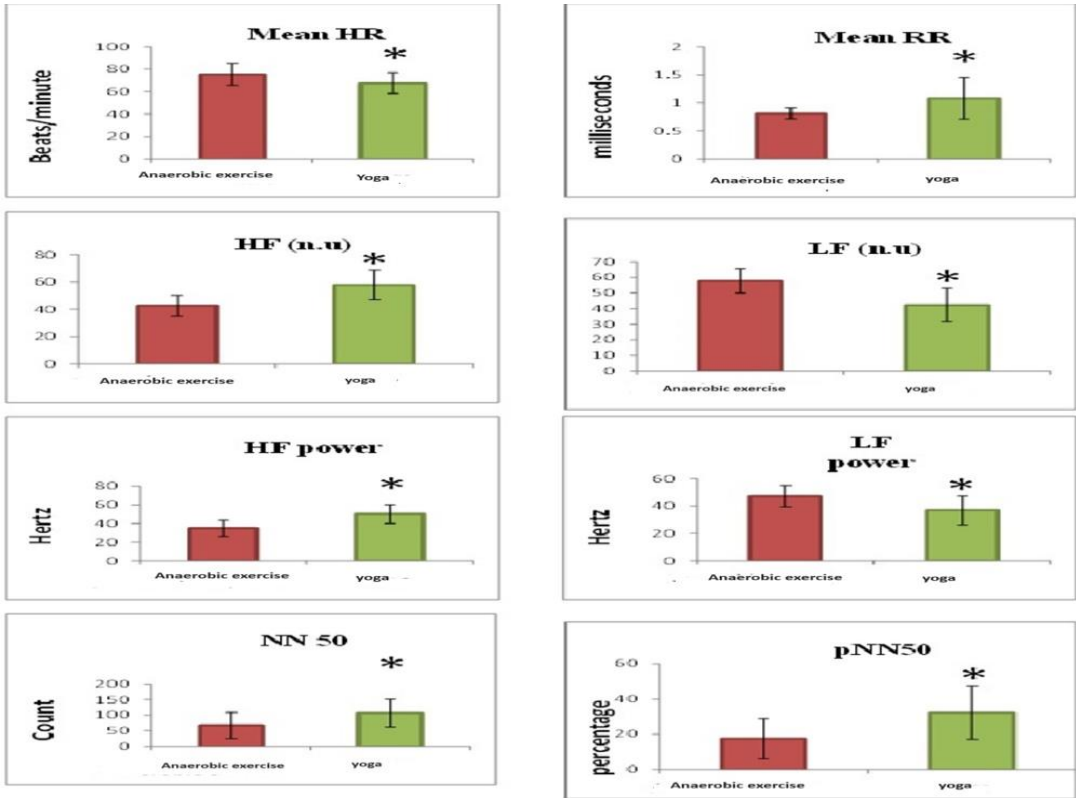 Mean HR
*
100
80
60
40
20
0
Beats/minute
Anaerobic exercise
Yoga
Mean RR
*
2
1.5
1
0.5
0
milliseconds
Anaerobic exercise
yoga
HF (n.u)
*
80
60
40
20
0
Anaerobic exercise
yoga
LF (n.u)
*
70
60
50
40
30
20
10
0
Anaerobic exercise
yoga
HF power
*
80
60
40
20
0
Hertz
Anaerobic exercise
yoga
LF
power
*
60
40
20
0
Hertz
Anaerobic exercise
yoga
NN 50
*
200
150
100
50
0
Count
Anaerobic exercise
yoga
pNN50
*
60
40
20
0
percentage
Anaerobic exercise
yoga